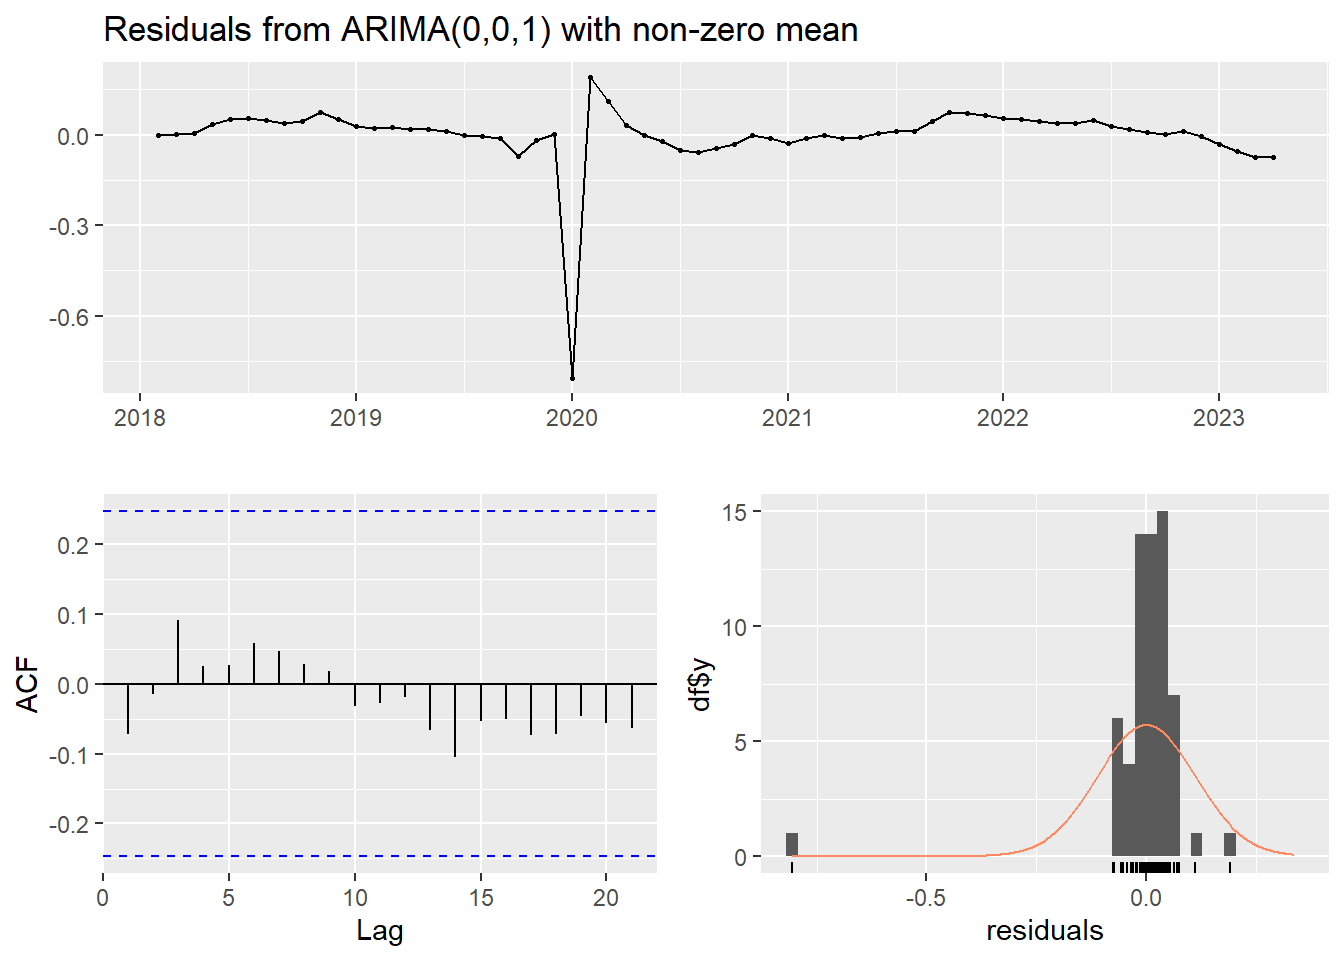 Residuals from ARIMA(0,0,1) with non-zero mean
0.0
-0.3
-0.6
2018 2019 2020 2021 2022 2023
ACF
0.2
0.1
0.0
-0.1
-0.2
0 5 10 15 20
Lag
df$y
15
10
5
0
-0.5 0.0
residuals